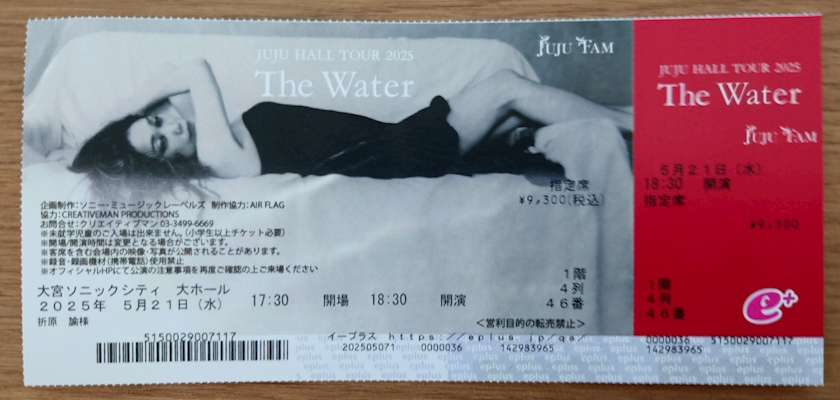 JUJU HALL TOUR 2025
The Water
JUJU FAM
指定席
¥9,300(税込)
企画制作:ソニー・ミュージックレーベルズ 制作協力:AIR FLAG
協力:CREATIVEMAN PRODUCTIONS
お問合せ:クリエイティブマン 03-3499-6669
※未就学児童のご入場は出来ません。(小学生以上チケット必要)
※開場/開演時間は変更となる場合がございます。
※客席を含む会場内の映像・写真が公開されることがあります。
※録音・録画機材(携帯電話)使用禁止
※オフィシャルHPにて公演の注意事項を再度ご確認の上ご来場ください
1階
4列
46番
大宮ソニックシティ 大ホール
2025年 5月21日(水) 17:30 開場 18:30 開演
折原 諭様
<営利目的の転売禁止>
5150029007117
イープラス https://eplus.jp/qa/
202505071 0000036 142983965
JUJU HALL TOUR 2025
The Water
JUJU FAM
5月21日(水)
18:30 開演
指定席
¥9,300
1階
4列
46番
e+
0000036 5150029007117
142983965
eplus